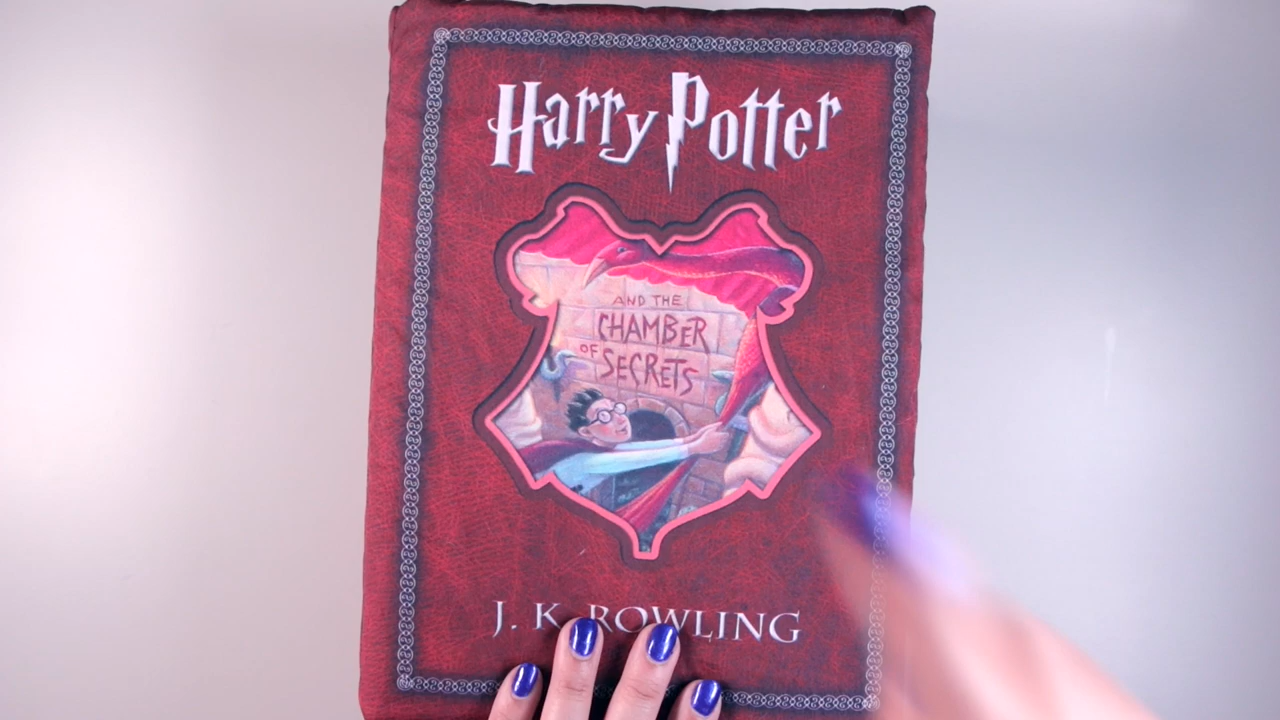 Harry Potter
AND THE
CHAMBER
OF
SECRETS
J. K. ROWLING